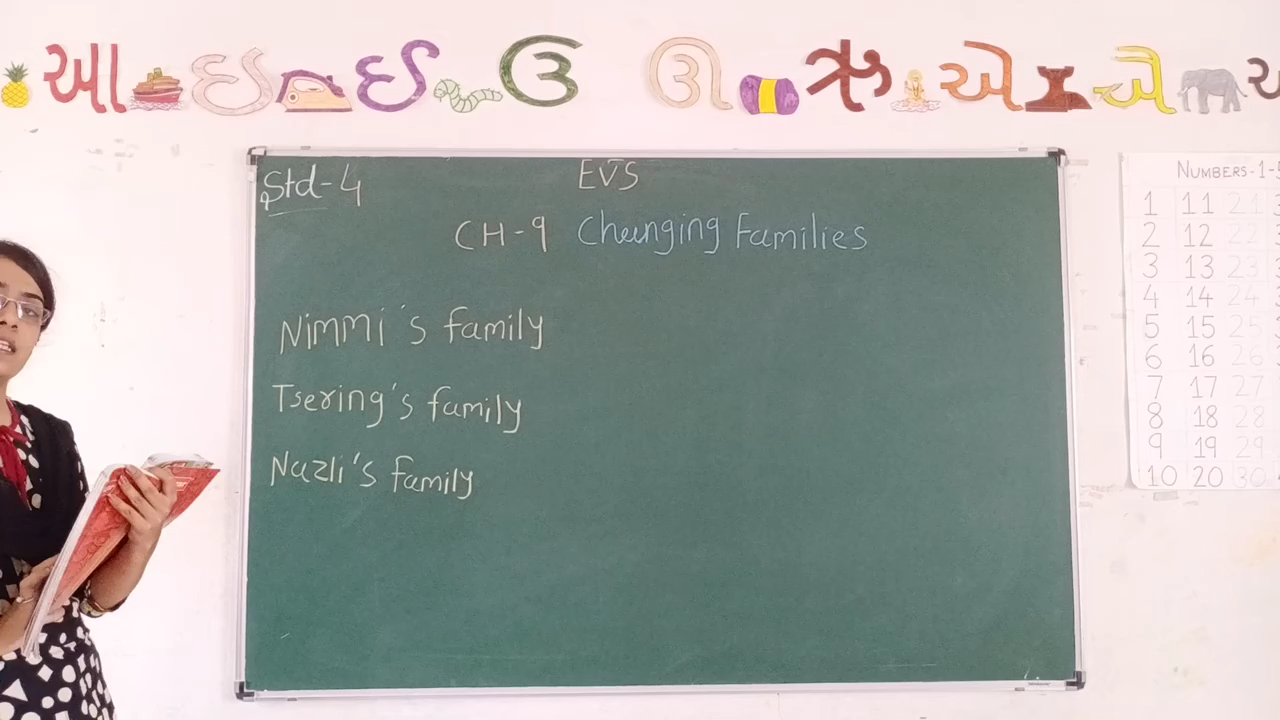 આ ઇ ઈ ઉ ઊ ઋ એ ઐ
Std-4
EVS
CH-9 Changing Families
Nimmi's family
Tsering's family
Nazli's family
NUMBERS-1-5
1 11 21
2 12 22
3 13 23
4 14 24
5 15 25
6 16 26
7 17 27
8 18 28
9 19 29
10 20 30